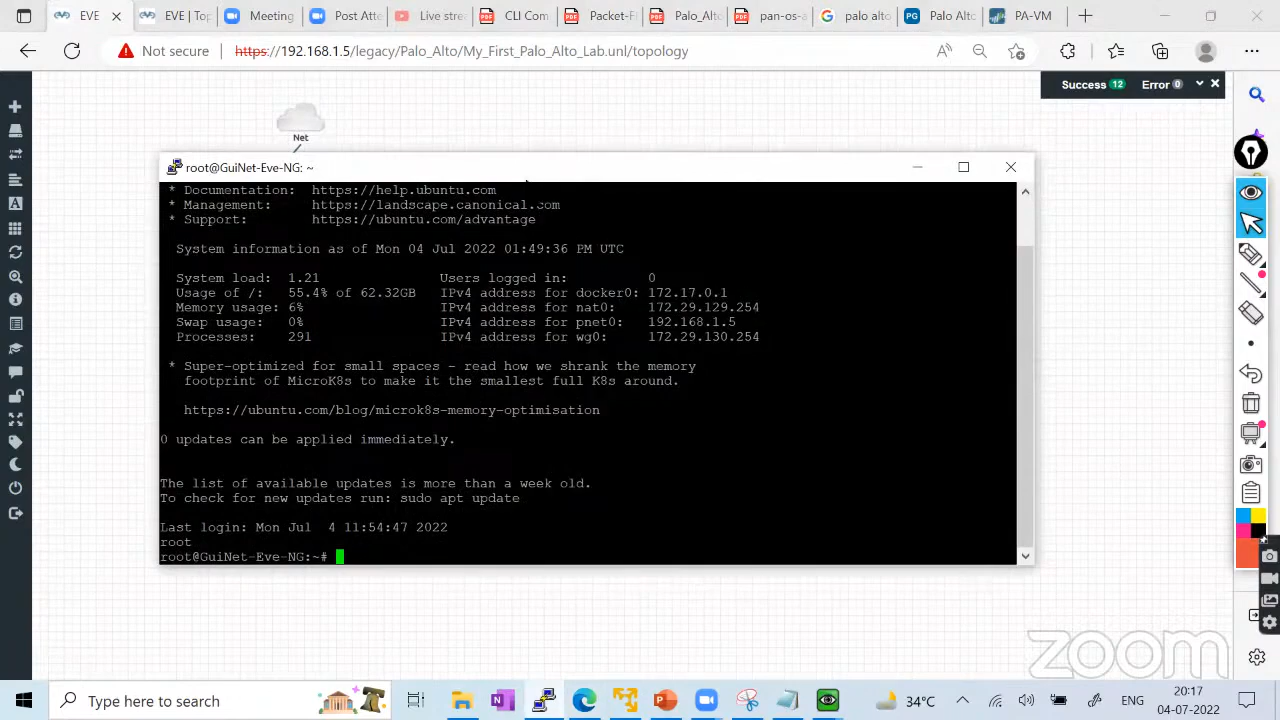 EVE
EVE | T
Meeting
Post Atte
Live stre
CLI Com
Packet-F
Palo_Alto
pan-os-a
palo alto
Palo Alto
PA-VM
Not secure
https://192.168.1.5/legacy/Palo_Alto/My_First_Palo_Alto_Lab.unl/topology
Success 12 Error 0
Net
root@GuiNet-Eve-NG: ~
* Documentation: https://help.ubuntu.com
* Management: https://landscape.canonical.com
* Support: https://ubuntu.com/advantage
System information as of Mon 04 Jul 2022 01:49:36 PM UTC
System load: 1.21 Users logged in: 0
Usage of /: 55.4% of 62.32GB IPv4 address for docker0: 172.17.0.1
Memory usage: 6% IPv4 address for nat0: 172.29.129.254
Swap usage: 0% IPv4 address for pnet0: 192.168.1.5
Processes: 291 IPv4 address for wg0: 172.29.130.254
* Super-optimized for small spaces - read how we shrank the memory
footprint of MicroK8s to make it the smallest full K8s around.
https://ubuntu.com/blog/microk8s-memory-optimisation
0 updates can be applied immediately.
The list of available updates is more than a week old.
To check for new updates run: sudo apt update
Last login: Mon Jul 4 11:54:47 2022
root
root@GuiNet-Eve-NG:~#
zoom
Type here to search
34°C
ENG
20:17
04-07-2022